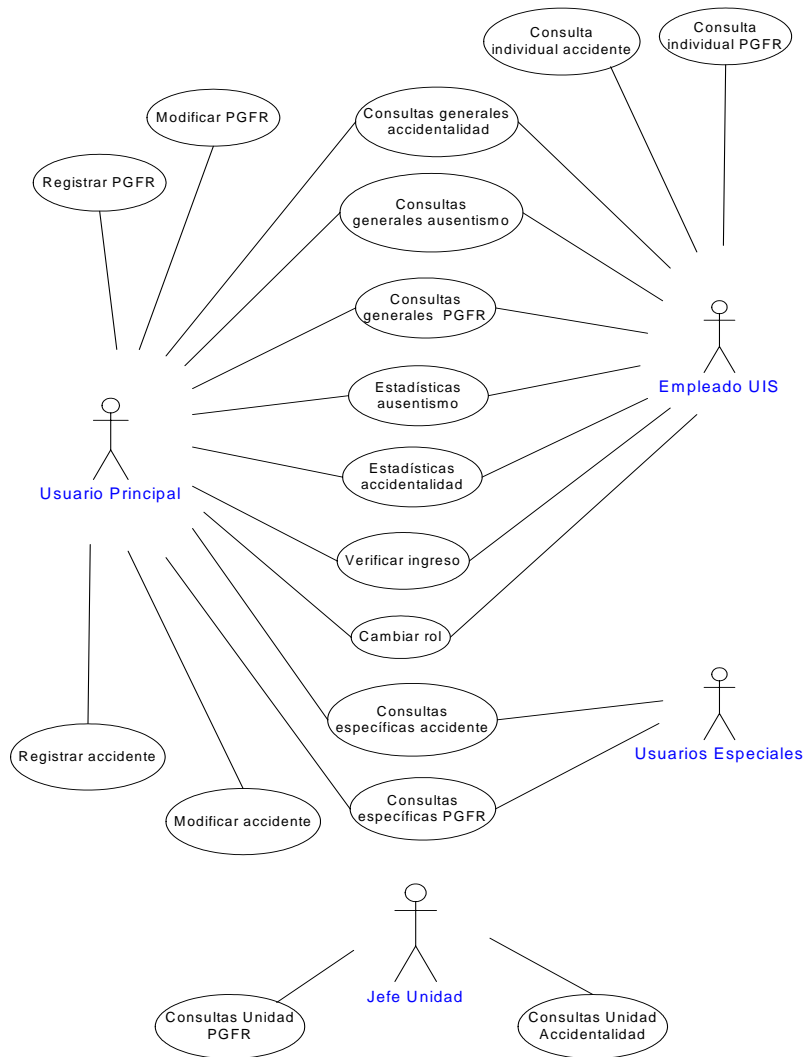 Consulta
individual accidente
Consulta
individual PGFR
Modificar PGFR
Consultas generales
accidentalidad
Registrar PGFR
Consultas
generales ausentismo
Consultas
generales PGFR
Empleado UIS
Estadísticas
ausentismo
Usuario Principal
Estadísticas
accidentalidad
Verificar ingreso
Cambiar rol
Consultas
específicas accidente
Usuarios Especiales
Registrar accidente
Consultas
específicas PGFR
Modificar accidente
Jefe Unidad
Consultas Unidad
PGFR
Consultas Unidad
Accidentalidad